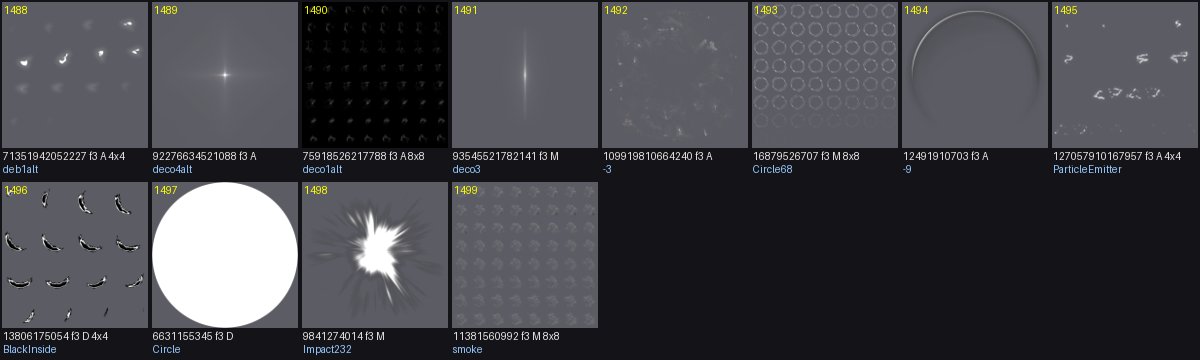 1488
1489
1490
1491
1492
1493
1494
1495
71351942052227 f3 A 4x4
92276634521088 f3 A
75918526217788 f3 A 8x8
93545521782141 f3 M
109919810664240 f3 A
16879526707 f3 M 8x8
12491910703 f3 A
127057910167957 f3 A 4x4
deb1alt
deco4alt
deco1alt
deco3
-3
Circle68
-9
ParticleEmitter
1496
1497
1498
1499
13806175054 f3 D 4x4
6631155345 f3 D
9841274014 f3 M
11381560992 f3 M 8x8
BlackInside
Circle
Impact232
smoke